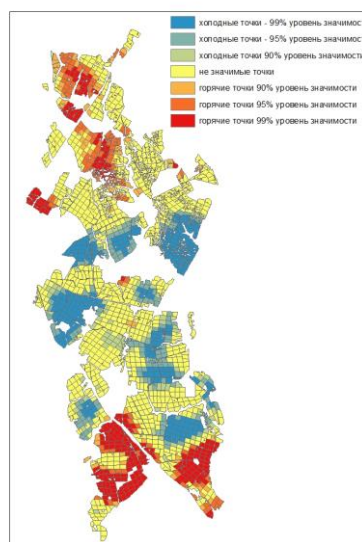 холодные точки - 99% уровень значимост
холодные точки - 95% уровень значимост
холодные точки 90% уровень значимости
не значимые точки
горячие точки 90% уровень значимости
горячие точки 95% уровень значимости
горячие точки 99% уровень значимости